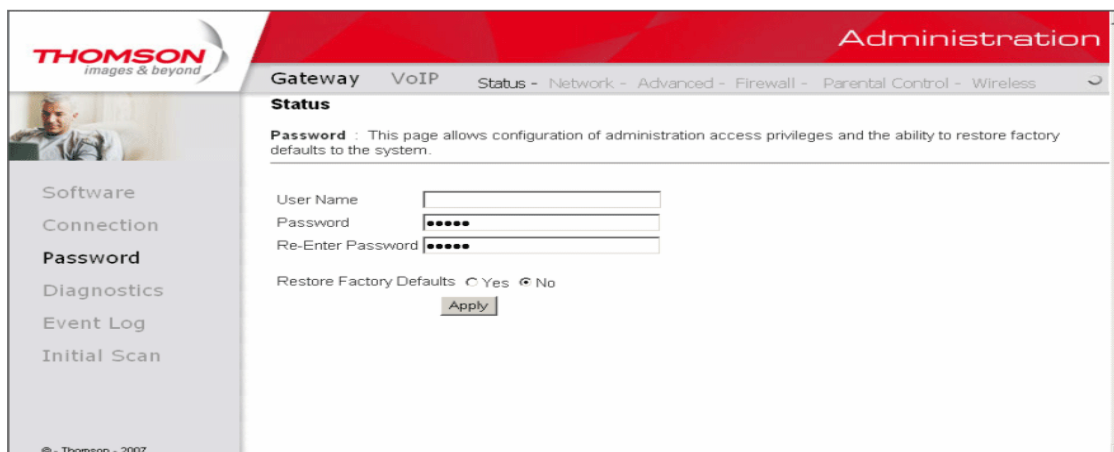 THOMSON
images & beyond
Administration
Gateway VoIP Status - Network - Advanced - Firewall - Parental Control - Wireless
Status
Password : This page allows configuration of administration access privileges and the ability to restore factory
defaults to the system.
Software
Connection
Password
Diagnostics
Event Log
Initial Scan
User Name
Password •••••
Re-Enter Password •••••
Restore Factory Defaults Yes No
Apply
© - Thomson - 2007